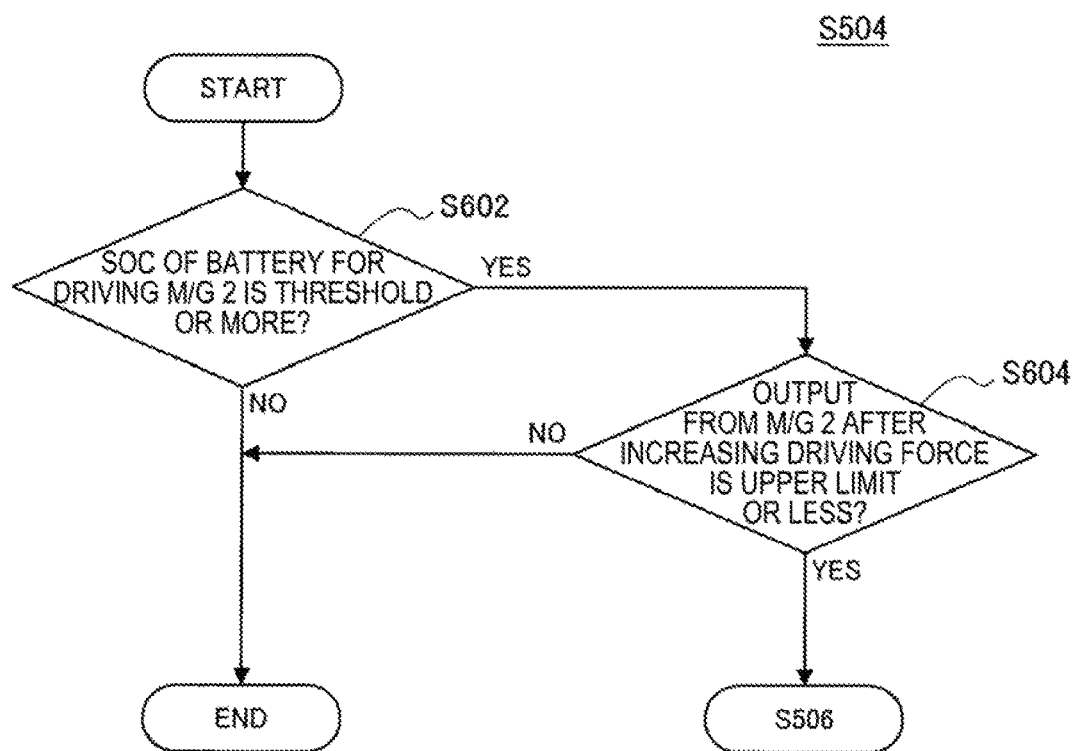 S504
START
S602
SOC OF BATTERY FOR
DRIVING M/G 2 IS THRESHOLD
OR MORE?
YES
NO
S604
OUTPUT
FROM M/G 2 AFTER
INCREASING DRIVING FORCE
IS UPPER LIMIT
OR LESS?
NO
YES
END
S506